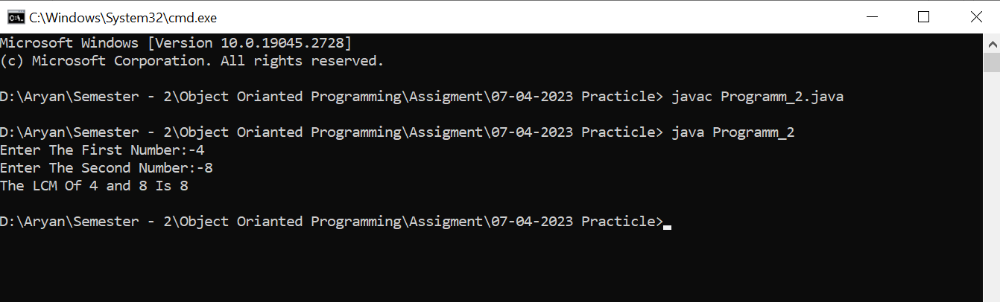 C:\Windows\System32\cmd.exe
Microsoft Windows [Version 10.0.19045.2728]
(c) Microsoft Corporation. All rights reserved.
D:\Aryan\Semester - 2\Object Orianted Programming\Assigment\07-04-2023 Practicle> javac Programm_2.java
D:\Aryan\Semester - 2\Object Orianted Programming\Assigment\07-04-2023 Practicle> java Programm_2
Enter The First Number:-4
Enter The Second Number:-8
The LCM Of 4 and 8 Is 8
D:\Aryan\Semester - 2\Object Orianted Programming\Assigment\07-04-2023 Practicle>